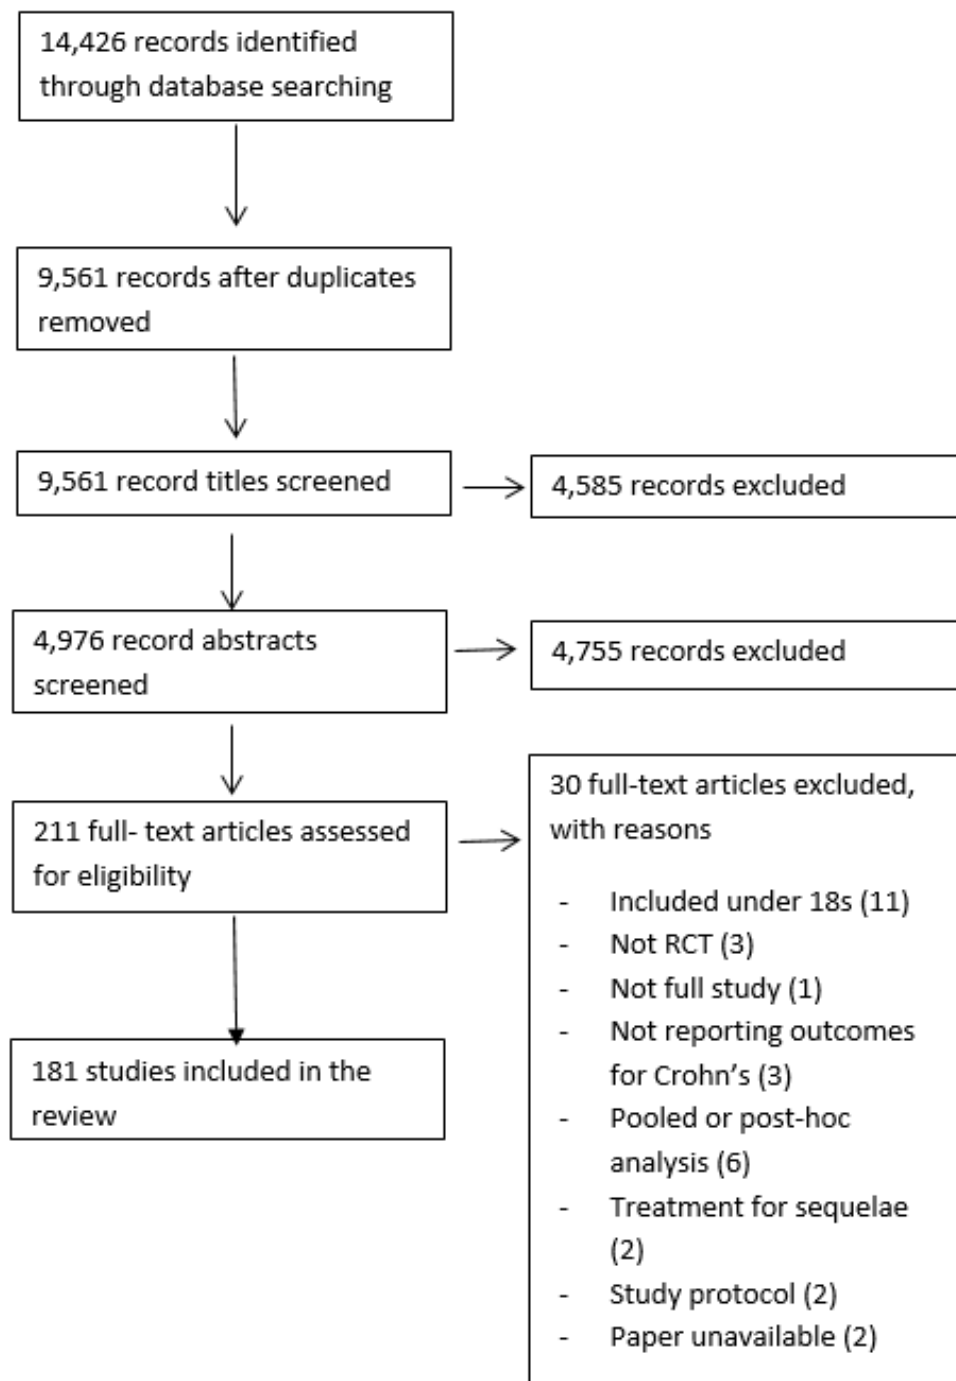 14,426 records identified
through database searching
9,561 records after duplicates
removed
9,561 record titles screened
4,585 records excluded
4,976 record abstracts
screened
4,755 records excluded
211 full- text articles assessed
for eligibility
30 full-text articles excluded,
with reasons
- Included under 18s (11)
- Not RCT (3)
- Not full study (1)
- Not reporting outcomes
for Crohn’s (3)
- Pooled or post-hoc
analysis (6)
- Treatment for sequelae
(2)
- Study protocol (2)
- Paper unavailable (2)
181 studies included in the
review